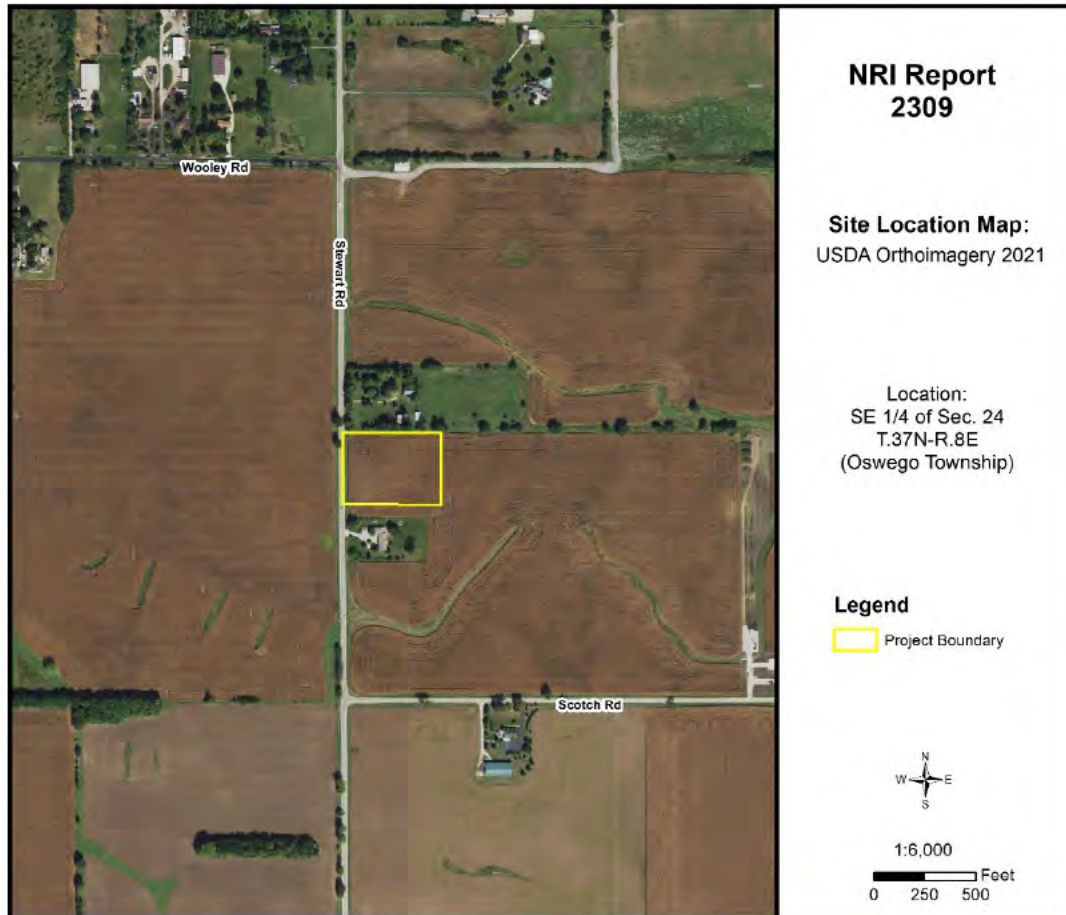 NRI Report
2309
Site Location Map:
USDA Orthoimagery 2021
Location:
SE 1/4 of Sec. 24
T.37N-R.8E
(Oswego Township)
Legend
Project Boundary
N
W E
S
1:6,000
Feet
0 250 500
Wooley Rd
Stewart Rd
Scotch Rd